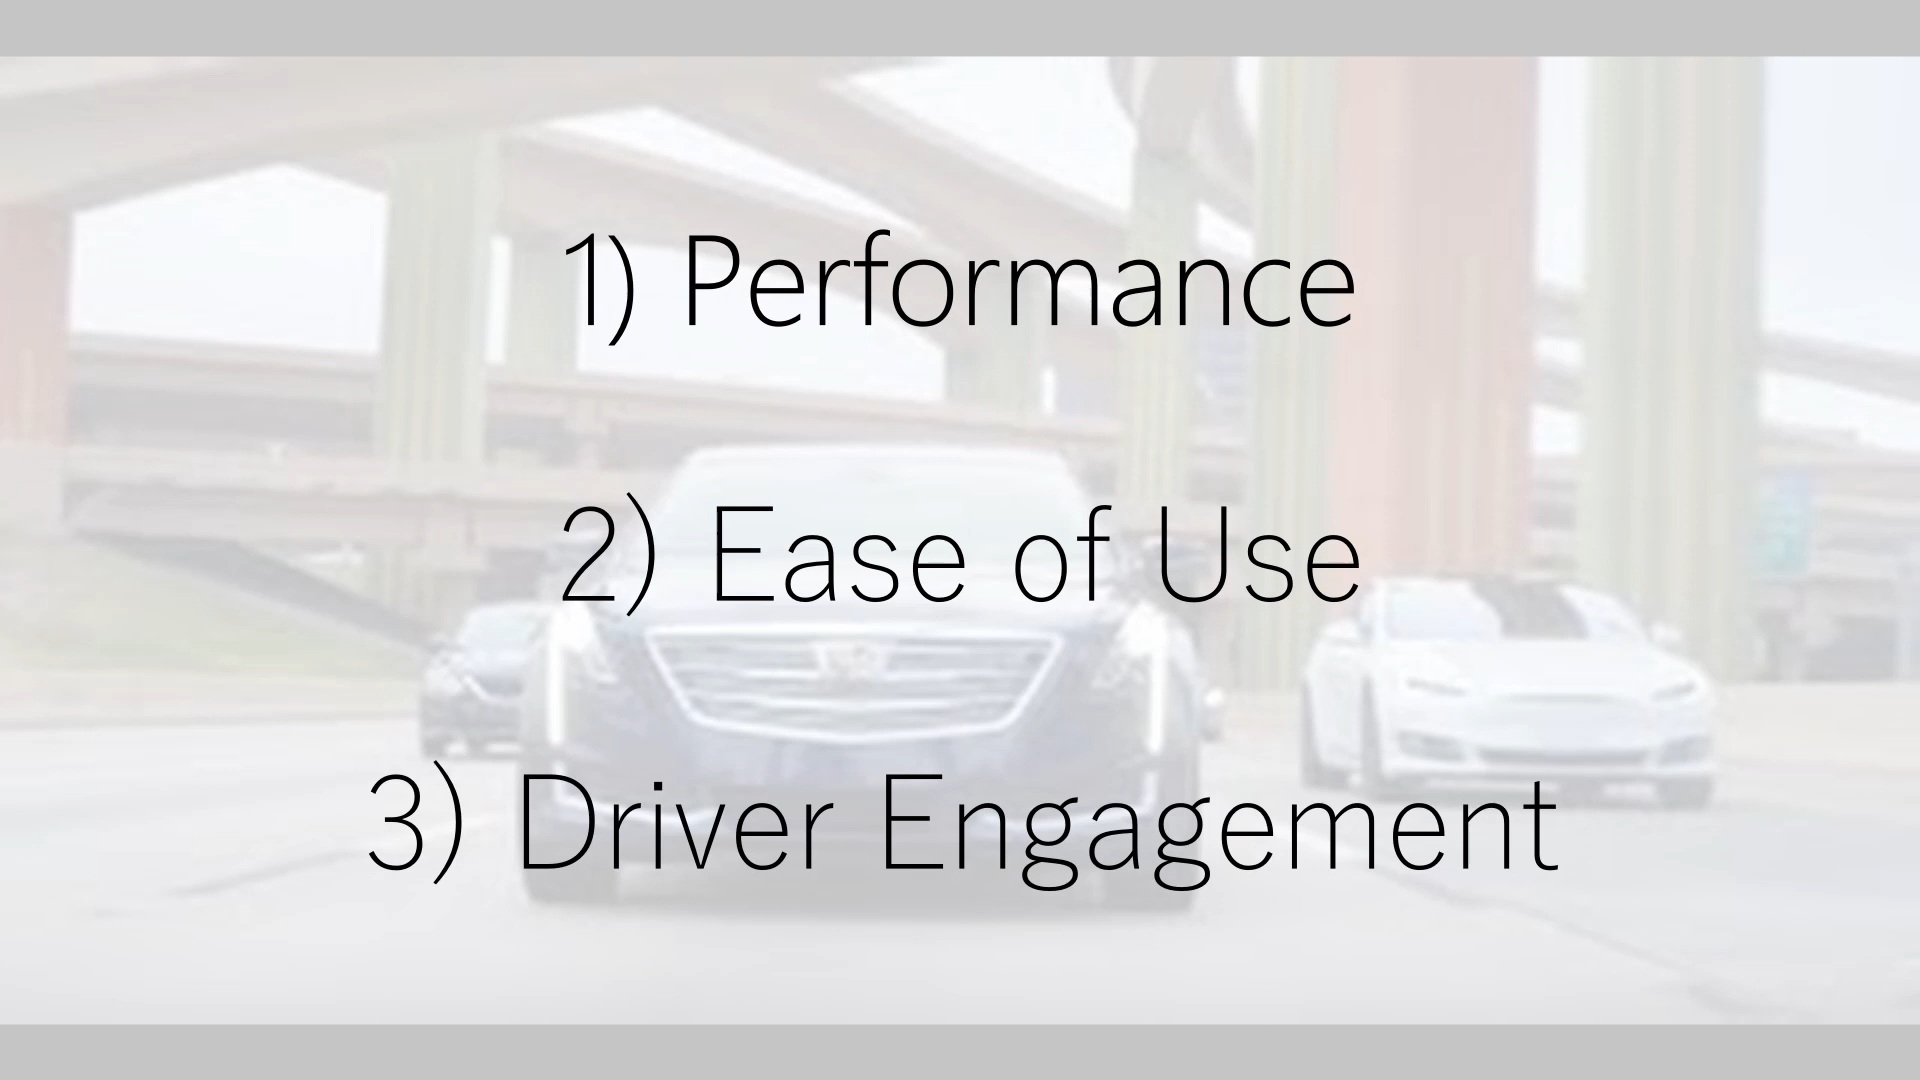 1) Performance
2) Ease of Use
3) Driver Engagement